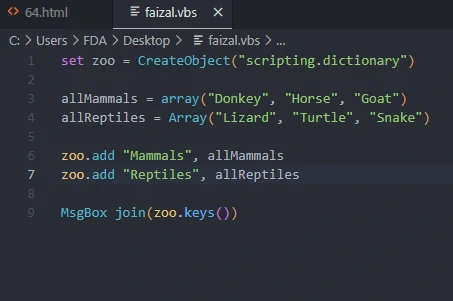 64.html faizal.vbs
C: > Users > FDA > Desktop > faizal.vbs > ...
1 set zoo = CreateObject("scripting.dictionary")
2
3 allMammals = array("Donkey", "Horse", "Goat")
4 allReptiles = Array("Lizard", "Turtle", "Snake")
5
6 zoo.add "Mammals", allMammals
7 zoo.add "Reptiles", allReptiles
8
9 MsgBox join(zoo.keys())